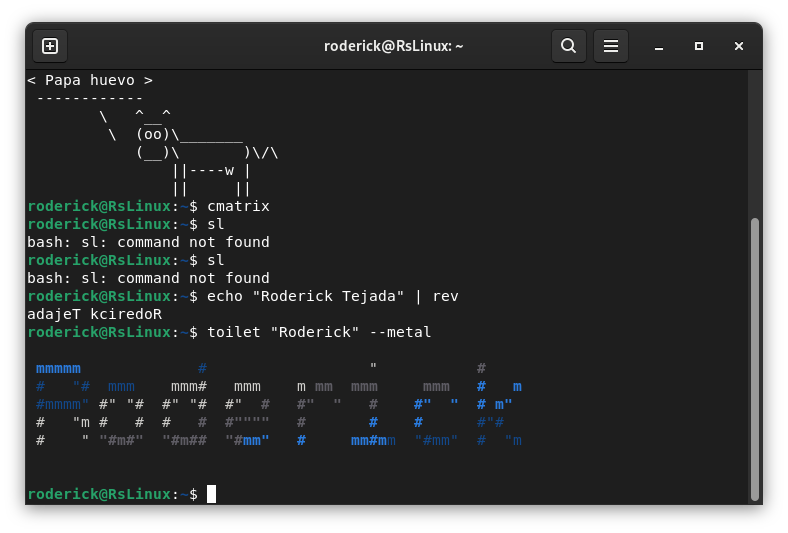 roderick@RsLinux: ~
< Papa huevo >
 ------------
        \   ^__^
         \  (oo)\_______
            (__)\       )\/\
                ||----w |
                ||     ||
roderick@RsLinux:~$ cmatrix
roderick@RsLinux:~$ sl
bash: sl: command not found
roderick@RsLinux:~$ sl
bash: sl: command not found
roderick@RsLinux:~$ echo "Roderick Tejada" | rev
adajeT kciredoR
roderick@RsLinux:~$ toilet "Roderick" --metal

 mmmmm             #                  "           #
 #   "#  mmm    mmm#   mmm    m mm  mmm     mmm   #   m
 #mmmm" #" "#  #" "#  #"  #   #"  "   #    #"  "  # m"
 #   "m #   #  #   #  #""""   #       #    #      #"#
 #    " "#m#"  "#m##  "#mm"   #     mm#mm  "#mm"  #  "m

roderick@RsLinux:~$